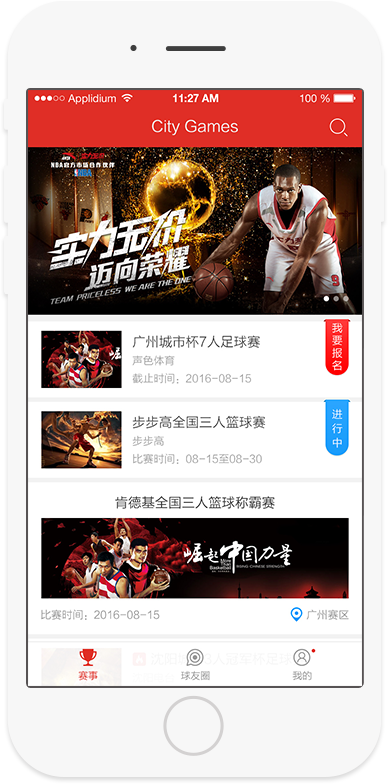 Applidium 11:27 AM 100 %
City Games
NBA官方市场合作伙伴
实力无价
迈向荣耀
TEAM PRICELESS WE ARE THE ONE
广州城市杯7人足球赛
声色体育
截止时间：2016-08-15
我要报名
步步高全国三人篮球赛
步步高
比赛时间：08-15至08-30
进行中
肯德基全国三人篮球称霸赛
崛起中国力量
RISING CHINESE STRENGTH
比赛时间：2016-08-15
广州赛区
赛事
球友圈
我的